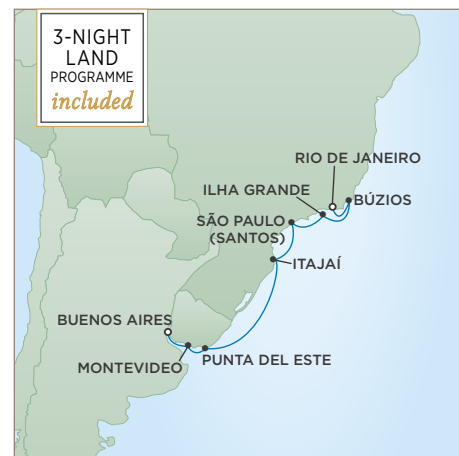 3-NIGHT
LAND
PROGRAMME
included
RIO DE JANEIRO
ILHA GRANDE
BÚZIOS
SÃO PAULO
(SANTOS)
ITAJAÍ
BUENOS AIRES
MONTEVIDEO
PUNTA DEL ESTE